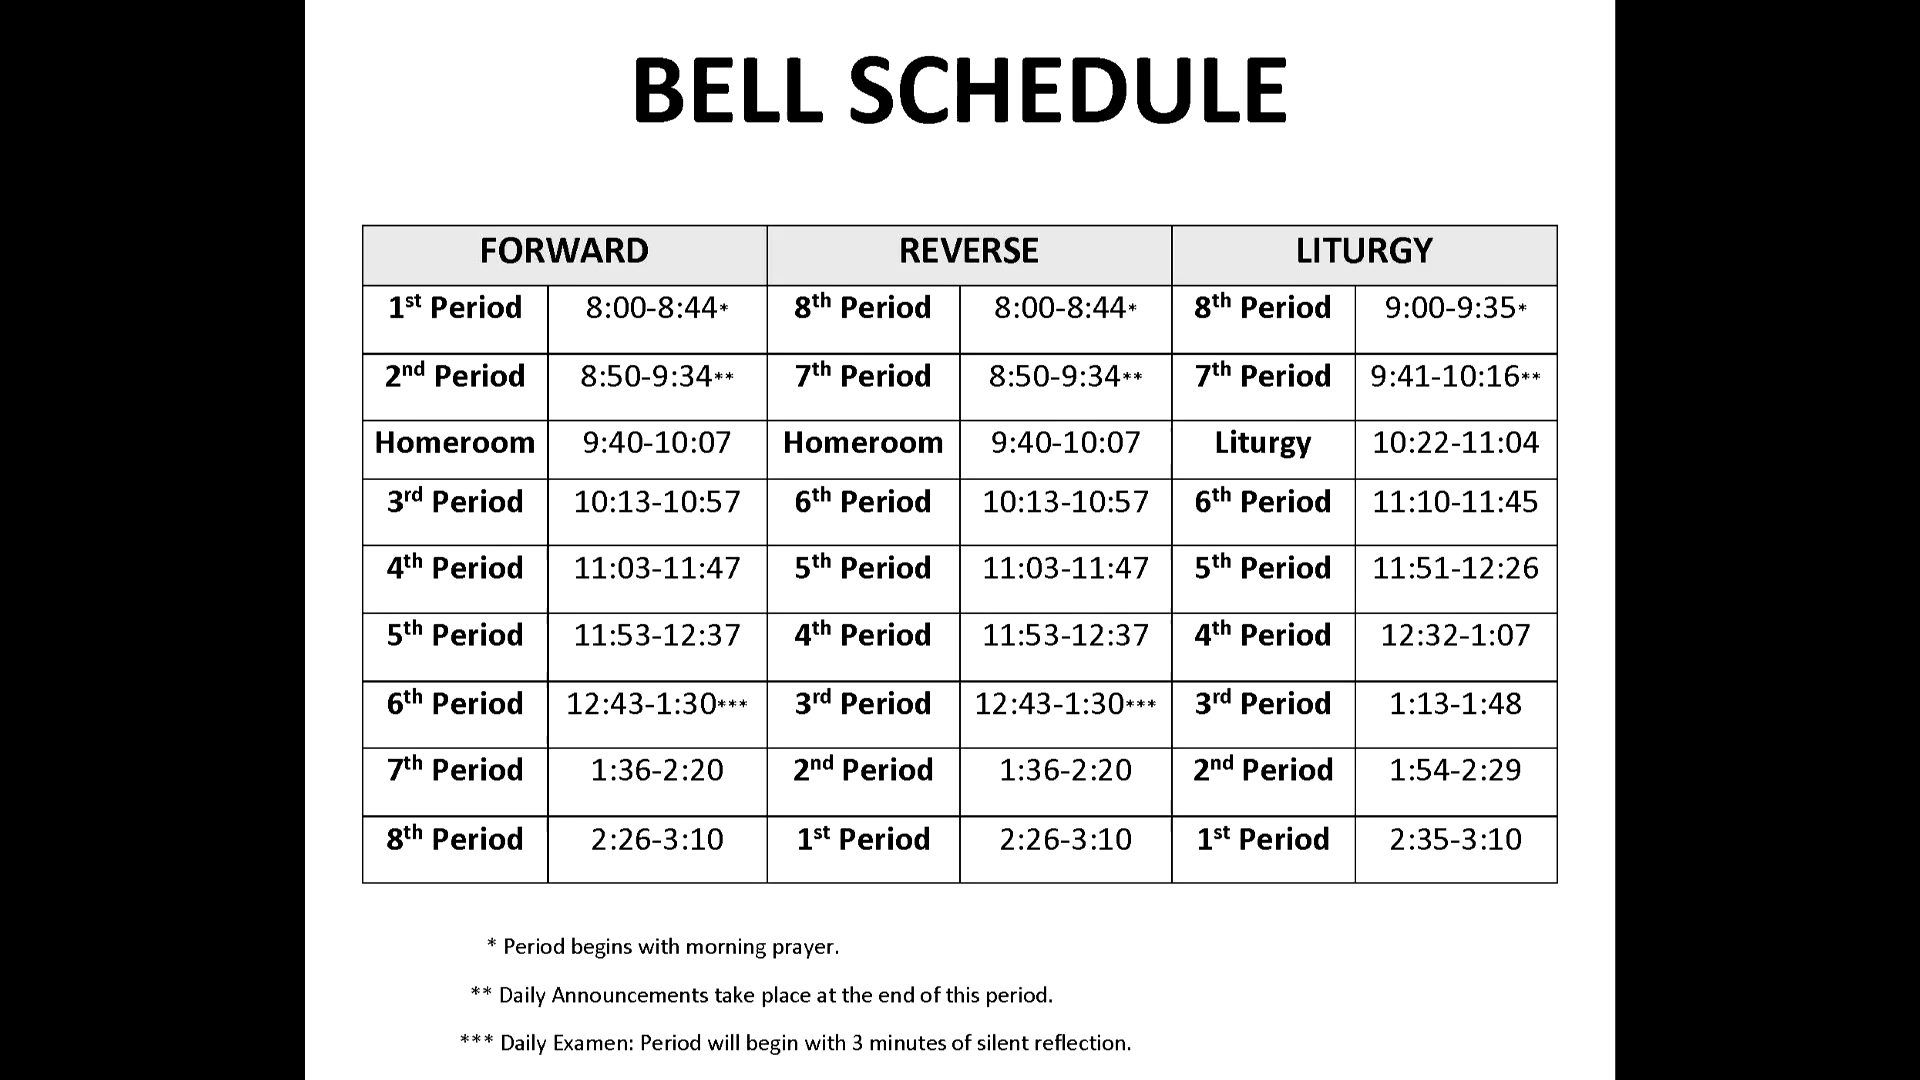 BELL SCHEDULE
FORWARD REVERSE LITURGY
1st Period 8:00-8:44* 8th Period 8:00-8:44* 8th Period 9:00-9:35*
2nd Period 8:50-9:34** 7th Period 8:50-9:34** 7th Period 9:41-10:16**
Homeroom 9:40-10:07 Homeroom 9:40-10:07 Liturgy 10:22-11:04
3rd Period 10:13-10:57 6th Period 10:13-10:57 6th Period 11:10-11:45
4th Period 11:03-11:47 5th Period 11:03-11:47 5th Period 11:51-12:26
5th Period 11:53-12:37 4th Period 11:53-12:37 4th Period 12:32-1:07
6th Period 12:43-1:30*** 3rd Period 12:43-1:30*** 3rd Period 1:13-1:48
7th Period 1:36-2:20 2nd Period 1:36-2:20 2nd Period 1:54-2:29
8th Period 2:26-3:10 1st Period 2:26-3:10 1st Period 2:35-3:10
* Period begins with morning prayer.
** Daily Announcements take place at the end of this period.
*** Daily Examen: Period will begin with 3 minutes of silent reflection.